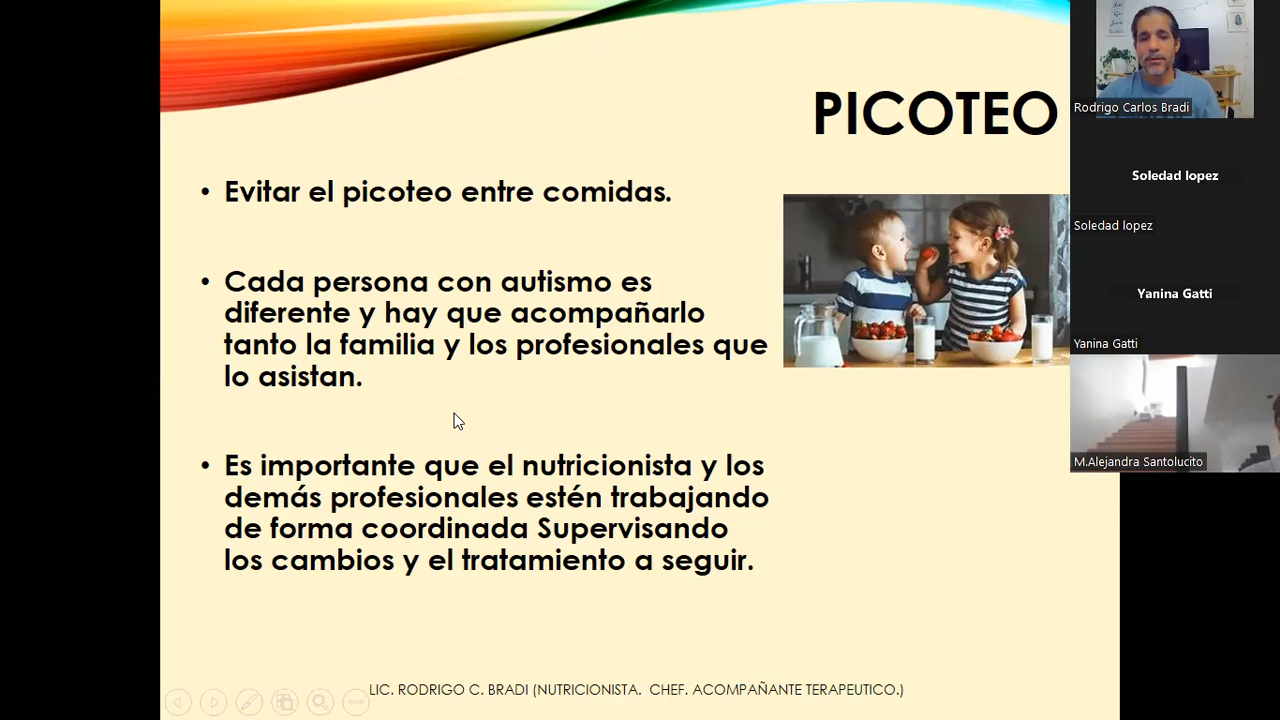 PICOTEO
• Evitar el picoteo entre comidas.
• Cada persona con autismo es
diferente y hay que acompañarlo
tanto la familia y los profesionales que
lo asistan.
• Es importante que el nutricionista y los
demás profesionales estén trabajando
de forma coordinada Supervisando
los cambios y el tratamiento a seguir.
LIC. RODRIGO C. BRADI (NUTRICIONISTA. CHEF. ACOMPAÑANTE TERAPEUTICO.)
Rodrigo Carlos Bradi
Soledad lopez
Soledad lopez
Yanina Gatti
Yanina Gatti
M.Alejandra Santolucito